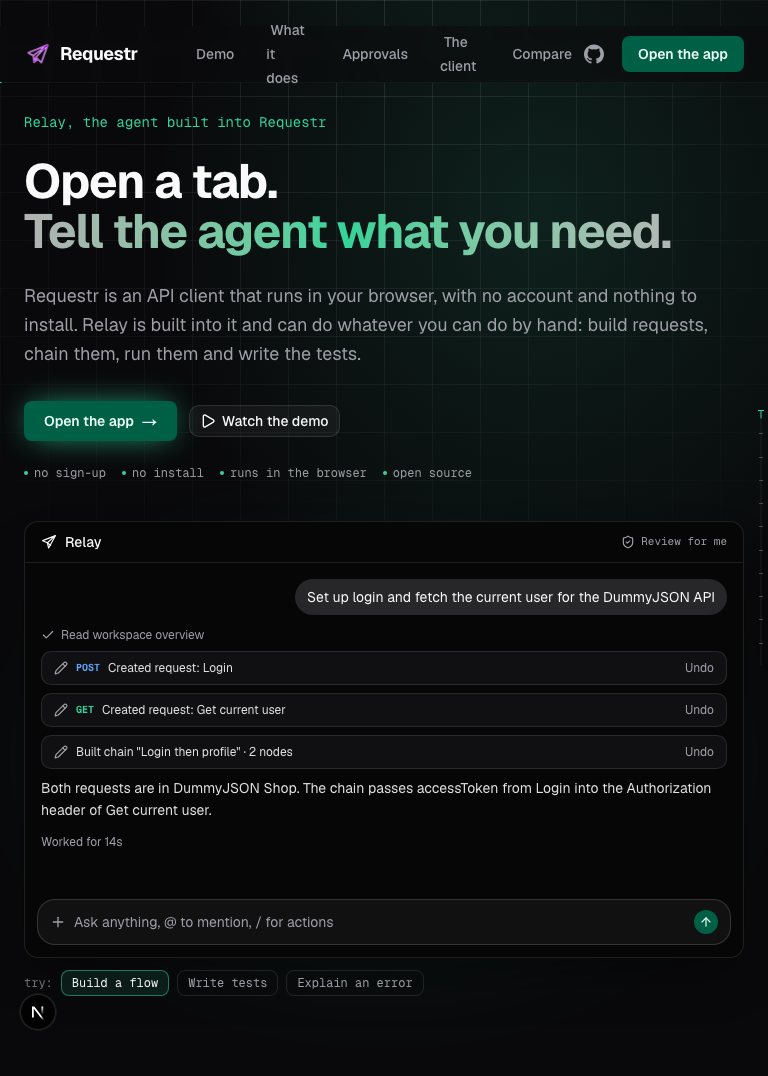 Requestr
Demo
What
it
does
Approvals
The
client
Compare
Open the app
Relay, the agent built into Requestr
Open a tab.
Tell the agent what you need.
Requestr is an API client that runs in your browser, with no account and nothing to
install. Relay is built into it and can do whatever you can do by hand: build requests,
chain them, run them and write the tests.
Open the app →
Watch the demo
no sign-up
no install
runs in the browser
open source
T
Relay
Review for me
Set up login and fetch the current user for the DummyJSON API
Read workspace overview
POST Created request: Login Undo
GET Created request: Get current user Undo
Built chain "Login then profile" · 2 nodes Undo
Both requests are in DummyJSON Shop. The chain passes accessToken from Login into the Authorization
header of Get current user.
Worked for 14s
Ask anything, @ to mention, / for actions
try: Build a flow Write tests Explain an error
N